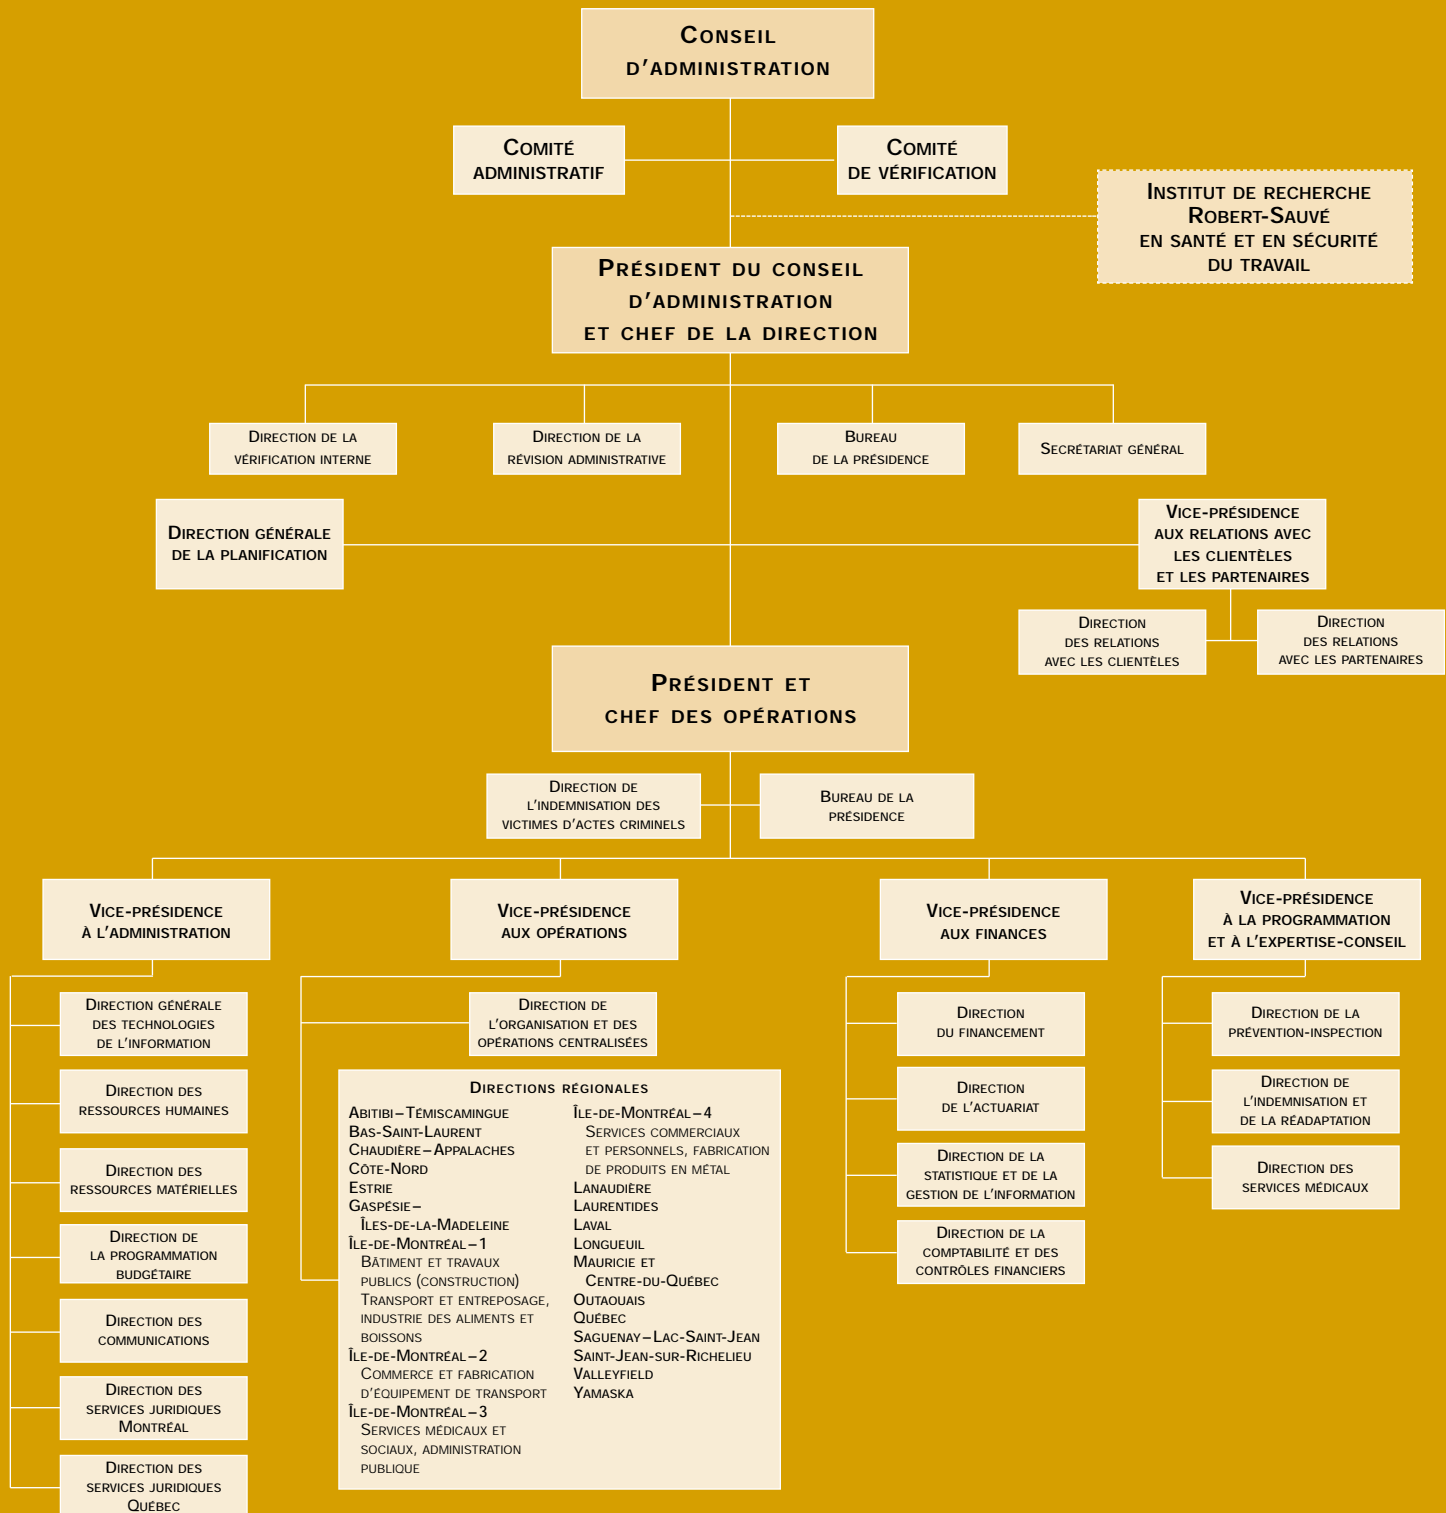 CONSEIL
D'ADMINISTRATION
COMITÉ
ADMINISTRATIF
COMITÉ
DE VÉRIFICATION
INSTITUT DE RECHERCHE
ROBERT-SAUVÉ
EN SANTÉ ET EN SÉCURITÉ
DU TRAVAIL
PRÉSIDENT DU CONSEIL
D'ADMINISTRATION
ET CHEF DE LA DIRECTION
DIRECTION DE LA
VÉRIFICATION INTERNE
DIRECTION DE LA
RÉVISION ADMINISTRATIVE
BUREAU
DE LA PRÉSIDENCE
SECRÉTARIAT GÉNÉRAL
DIRECTION GÉNÉRALE
DE LA PLANIFICATION
VICE-PRÉSIDENCE
AUX RELATIONS AVEC
LES CLIENTÈLES
ET LES PARTENAIRES
DIRECTION
DES RELATIONS
AVEC LES CLIENTÈLES
DIRECTION
DES RELATIONS
AVEC LES PARTENAIRES
PRÉSIDENT ET
CHEF DES OPÉRATIONS
DIRECTION DE
L'INDEMNISATION DES
VICTIMES D'ACTES CRIMINELS
BUREAU DE LA
PRÉSIDENCE
VICE-PRÉSIDENCE
À L'ADMINISTRATION
DIRECTION GÉNÉRALE
DES TECHNOLOGIES
DE L'INFORMATION
DIRECTION DES
RESSOURCES HUMAINES
DIRECTION DES
RESSOURCES MATÉRIELLES
DIRECTION DE
LA PROGRAMMATION
BUDGÉTAIRE
DIRECTION DES
COMMUNICATIONS
DIRECTION DES
SERVICES JURIDIQUES
MONTRÉAL
DIRECTION DES
SERVICES JURIDIQUES
QUÉBEC
VICE-PRÉSIDENCE
AUX OPÉRATIONS
DIRECTION DE
L'ORGANISATION ET DES
OPÉRATIONS CENTRALISÉES
DIRECTIONS RÉGIONALES
ABITIBI–TÉMISCAMINGUE
BAS-SAINT-LAURENT
CHAUDIÈRE–APPALACHES
CÔTE-NORD
ESTRIE
GASPÉSIE–
ÎLES-DE-LA-MADELEINE
ÎLE-DE-MONTRÉAL–1
BÂTIMENT ET TRAVAUX
PUBLICS (CONSTRUCTION)
TRANSPORT ET ENTREPOSAGE,
INDUSTRIE DES ALIMENTS ET
BOISSONS
ÎLE-DE-MONTRÉAL–2
COMMERCE ET FABRICATION
D'ÉQUIPEMENT DE TRANSPORT
ÎLE-DE-MONTRÉAL–3
SERVICES MÉDICAUX ET
SOCIAUX, ADMINISTRATION
PUBLIQUE
ÎLE-DE-MONTRÉAL–4
SERVICES COMMERCIAUX
ET PERSONNELS, FABRICATION
DE PRODUITS EN MÉTAL
LANAUDIÈRE
LAURENTIDES
LAVAL
LONGUEUIL
MAURICIE ET
CENTRE-DU-QUÉBEC
OUTAOUAIS
QUÉBEC
SAGUENAY–LAC-SAINT-JEAN
SAINT-JEAN-SUR-RICHELIEU
VALLEYFIELD
YAMASKA
VICE-PRÉSIDENCE
AUX FINANCES
DIRECTION
DU FINANCEMENT
DIRECTION
DE L'ACTUARIAT
DIRECTION DE LA
STATISTIQUE ET DE LA
GESTION DE L'INFORMATION
DIRECTION DE LA
COMPTABILITÉ ET DES
CONTRÔLES FINANCIERS
VICE-PRÉSIDENCE
À LA PROGRAMMATION
ET À L'EXPERTISE-CONSEIL
DIRECTION DE LA
PRÉVENTION-INSPECTION
DIRECTION DE
L'INDEMNISATION ET
DE LA RÉADAPTATION
DIRECTION DES
SERVICES MÉDICAUX